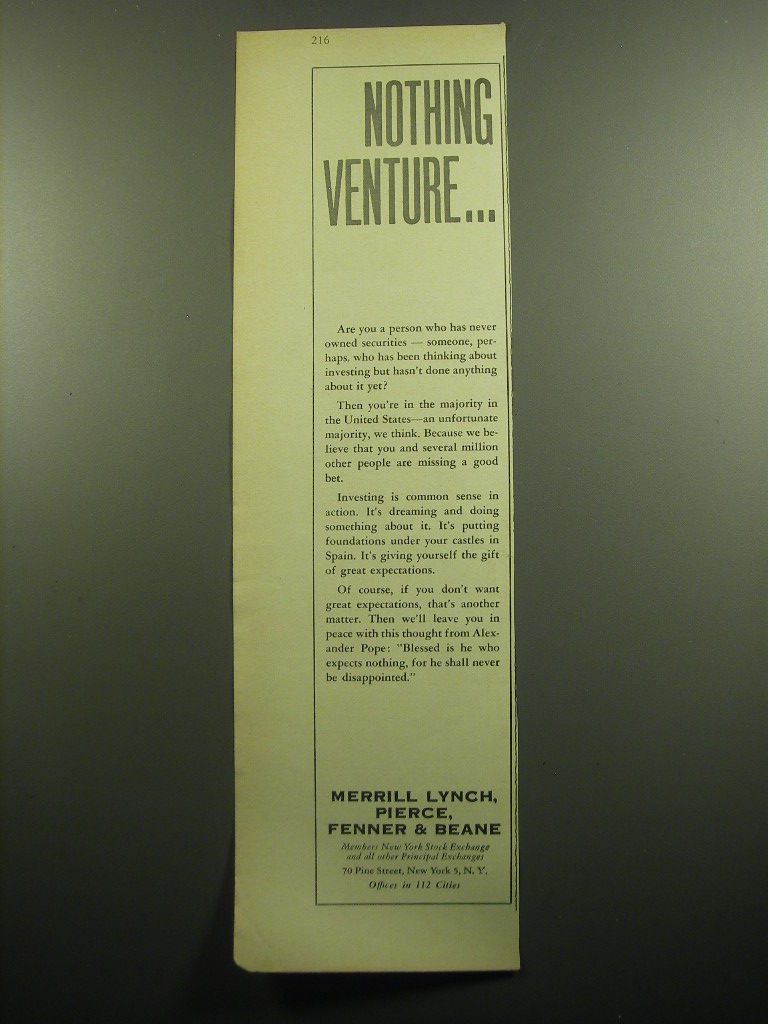 216
NOTHING
VENTURE...
Are you a person who has never
owned securities — someone, per-
haps, who has been thinking about
investing but hasn't done anything
about it yet?
Then you're in the majority in
the United States—an unfortunate
majority, we think. Because we be-
lieve that you and several million
other people are missing a good
bet.
Investing is common sense in
action. It's dreaming and doing
something about it. It's putting
foundations under your castles in
Spain. It's giving yourself the gift
of great expectations.
Of course, if you don't want
great expectations, that's another
matter. Then we'll leave you in
peace with this thought from Alex-
ander Pope: "Blessed is he who
expects nothing, for he shall never
be disappointed."
MERRILL LYNCH,
PIERCE,
FENNER & BEANE
Members New York Stock Exchange
and all other Principal Exchanges
70 Pine Street, New York 5, N. Y.
Offices in 112 Cities